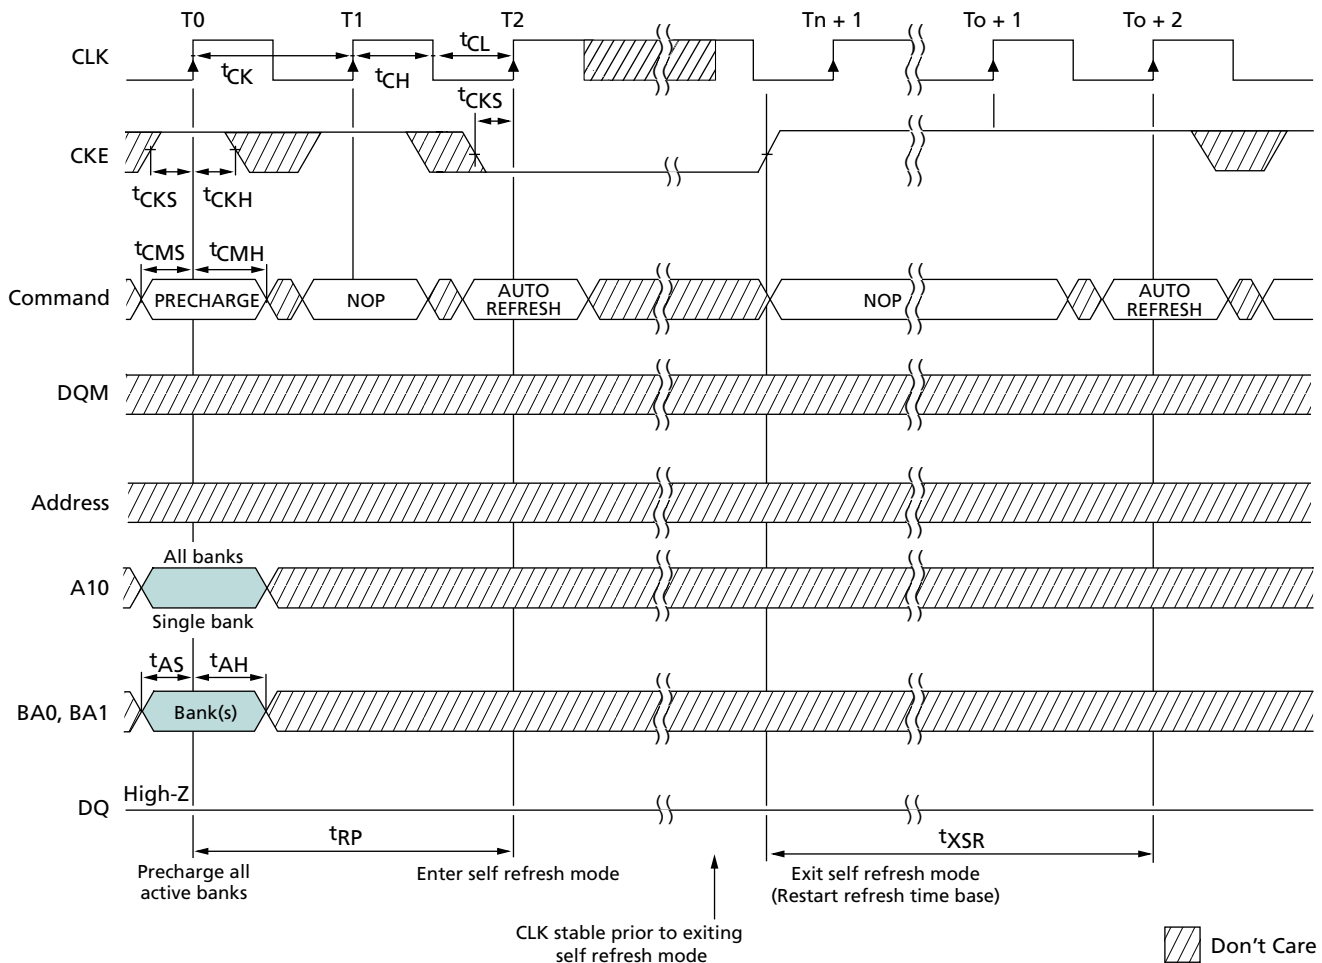 T0 T1 T2 Tn + 1 To + 1 To + 2
CLK
tCK tCH tCL
tCKS
CKE
tCKS tCKH
tCMS tCMH
Command PRECHARGE NOP AUTO REFRESH NOP AUTO REFRESH
DQM
Address
All banks
A10
Single bank
tAS tAH
BA0, BA1 Bank(s)
High-Z
DQ
tRP tXSR
Precharge all
active banks
Enter self refresh mode
Exit self refresh mode
(Restart refresh time base)
CLK stable prior to exiting
self refresh mode
Don't Care